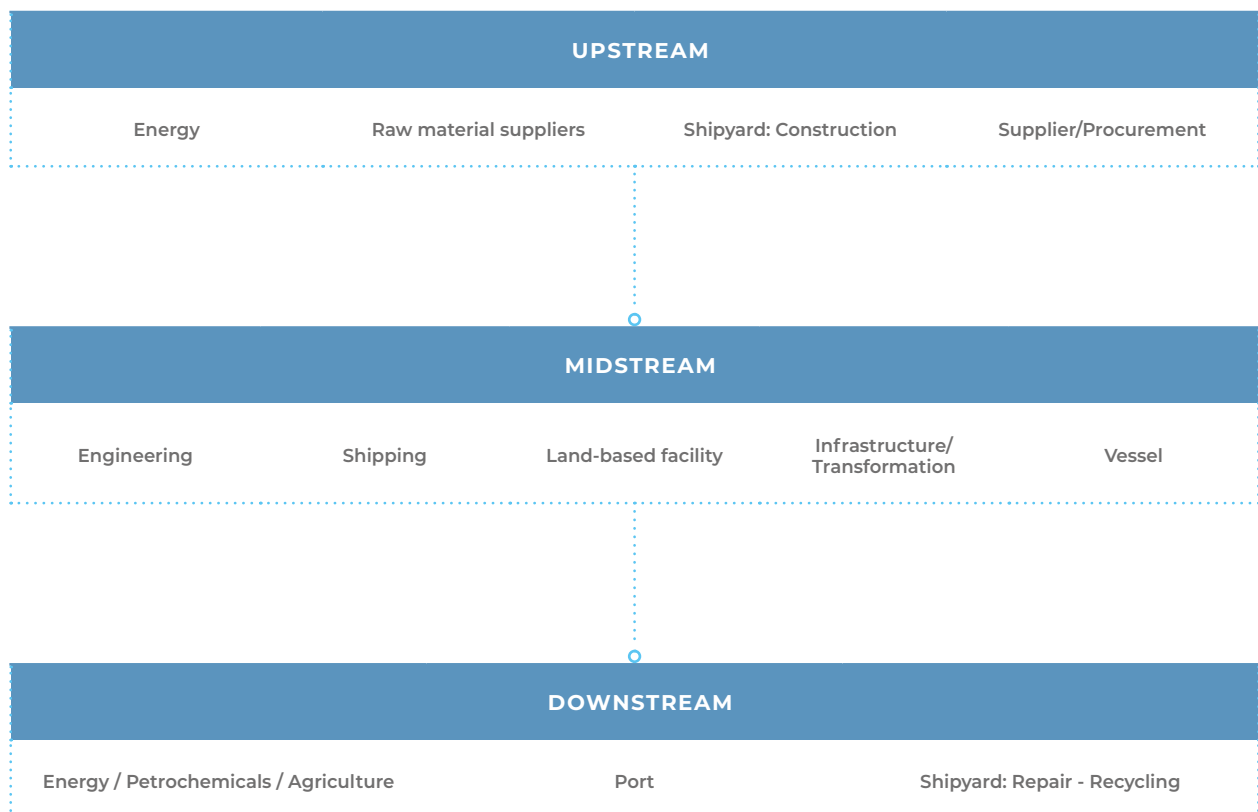 UPSTREAM
Energy
Raw material suppliers
Shipyard: Construction
Supplier/Procurement
MIDSTREAM
Engineering
Shipping
Land-based facility
Infrastructure/
Transformation
Vessel
DOWNSTREAM
Energy / Petrochemicals / Agriculture
Port
Shipyard: Repair - Recycling